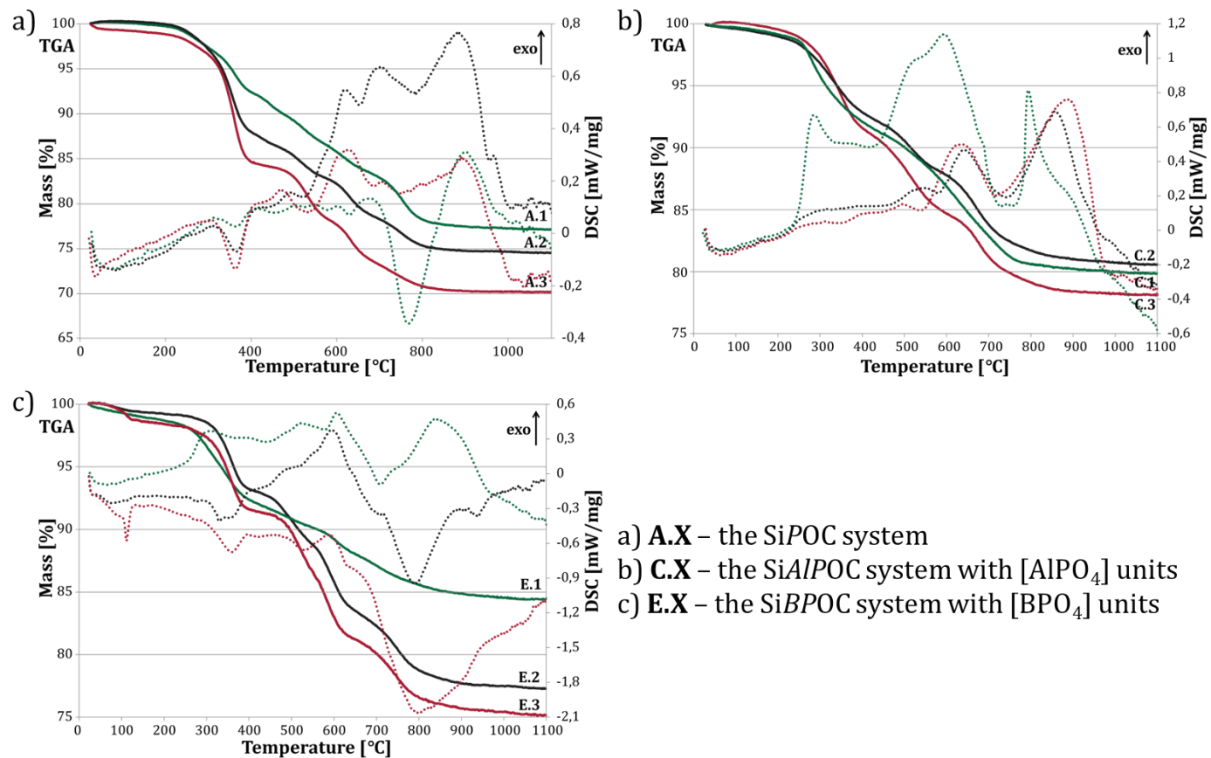 a)
100
95
90
85
80
75
70
65
TGA
Mass [%]
0,8
0,6
0,4
0,2
0
-0,2
-0,4
DSC [mW/mg]
exo
A.1
A.2
A.3
0
200
400
600
800
1000
Temperature [°C]
b)
100
95
90
85
80
75
TGA
Mass [%]
1,2
1
0,8
0,6
0,4
0,2
0
-0,2
-0,4
-0,6
DSC [mW/mg]
exo
C.2
C.1
C.3
0
100
200
300
400
500
600
700
800
900
1000
1100
Temperature [°C]
c)
100
95
90
85
80
75
TGA
Mass [%]
0,6
0,3
0
-0,3
-0,6
-0,9
-1,2
-1,5
-1,8
-2,1
DSC [mW/mg]
exo
E.1
E.2
E.3
0
100
200
300
400
500
600
700
800
900
1000
1100
Temperature [°C]
a) A.X – the SiPOC system
b) C.X – the SiAlPOC system with [AlPO₄] units
c) E.X – the SiBPOC system with [BPO₄] units